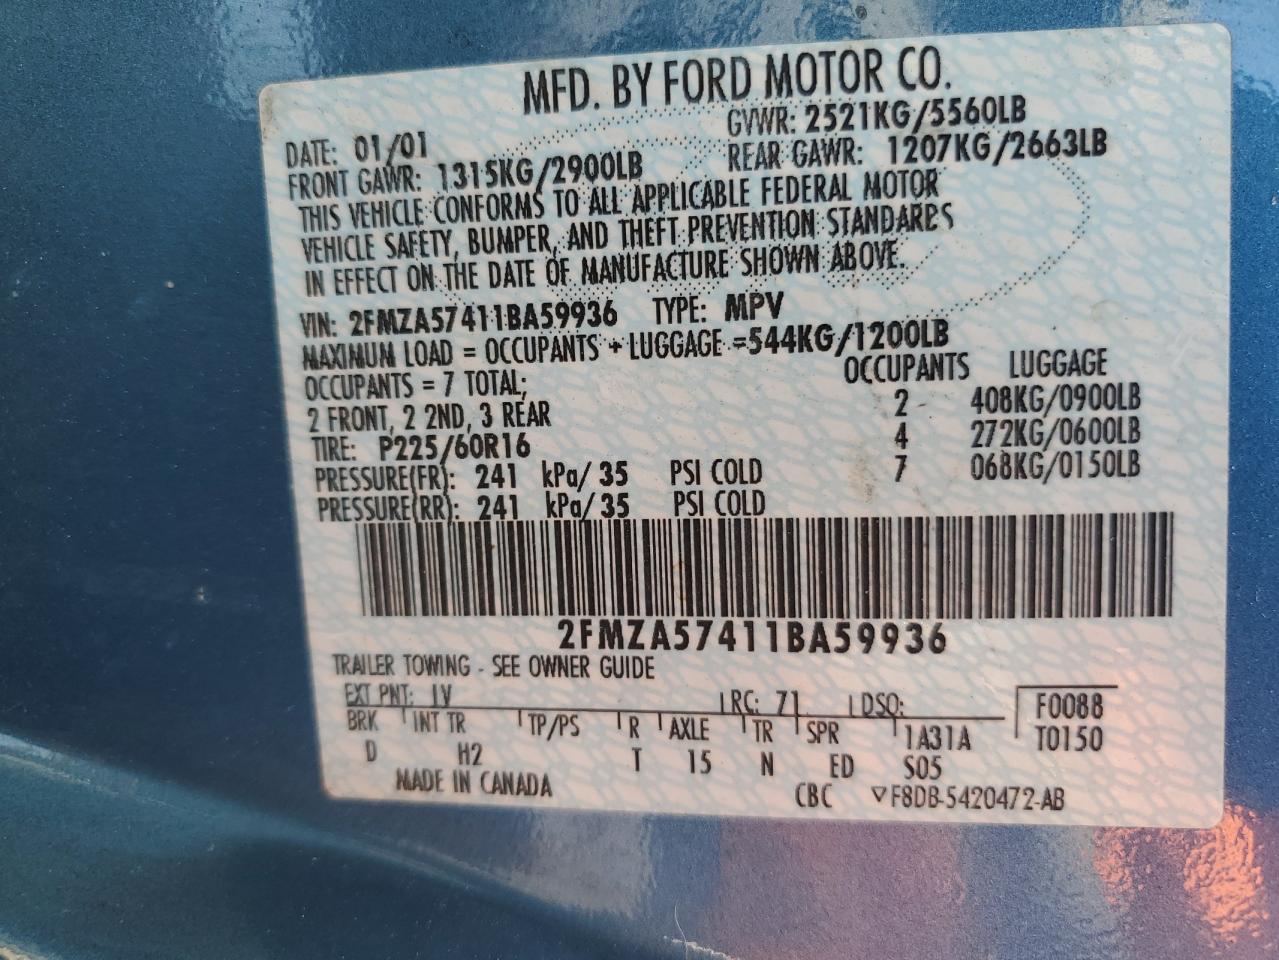 MFD. BY FORD MOTOR CO.
DATE: 01/01 GVWR: 2521KG/5560LB
FRONT GAWR: 1315KG/2900LB REAR GAWR: 1207KG/2663LB
THIS VEHICLE CONFORMS TO ALL APPLICABLE FEDERAL MOTOR
VEHICLE SAFETY, BUMPER, AND THEFT PREVENTION STANDARDS
IN EFFECT ON THE DATE OF MANUFACTURE SHOWN ABOVE.
VIN: 2FMZA57411BA59936 TYPE: MPV
MAXIMUM LOAD = OCCUPANTS + LUGGAGE =544KG/1200LB
OCCUPANTS = 7 TOTAL; OCCUPANTS LUGGAGE
2 FRONT, 2 2ND, 3 REAR 2 408KG/0900LB
TIRE: P225/60R16 4 272KG/0600LB
PRESSURE(FR): 241 kPa/ 35 PSI COLD 7 068KG/0150LB
PRESSURE(RR): 241 kPa/ 35 PSI COLD
2FMZA57411BA59936
TRAILER TOWING - SEE OWNER GUIDE
EXT PNT: 1V RC: 71 DSO: F0088
BRK INT TR TP/PS R AXLE TR SPR 1A31A T0150
D H2 T 15 N ED S05
MADE IN CANADA CBC ▽F8DB-5420472-AB